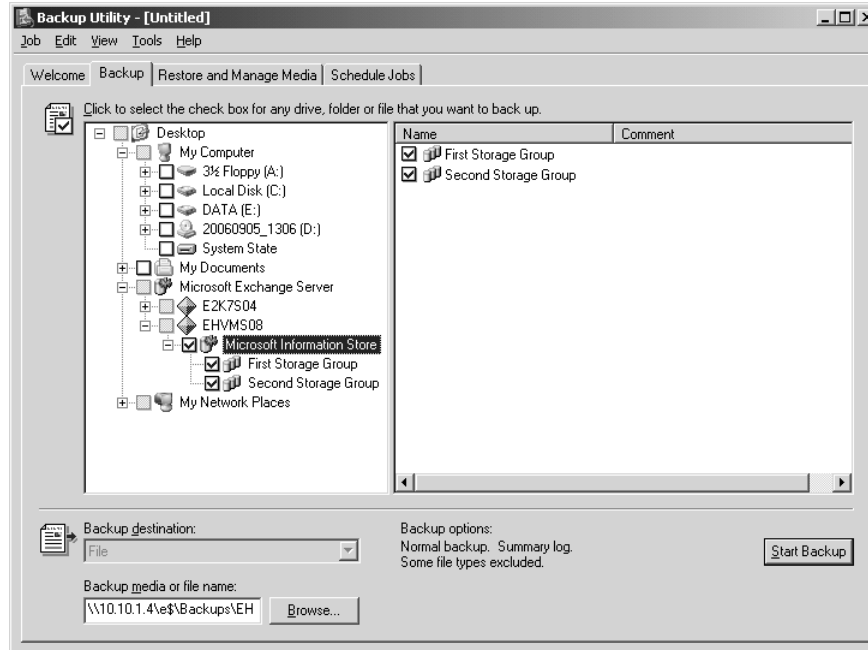 Backup Utility - [Untitled]
Job Edit View Tools Help
Welcome Backup Restore and Manage Media Schedule Jobs
Click to select the check box for any drive, folder or file that you want to back up.
Desktop
My Computer
3½ Floppy (A:)
Local Disk (C:)
DATA (E:)
20060905_1306 (D:)
System State
My Documents
Microsoft Exchange Server
E2K7S04
EHVMS08
Microsoft Information Store
First Storage Group
Second Storage Group
My Network Places
Name Comment
First Storage Group
Second Storage Group
Backup destination:
File
Backup media or file name:
\\10.10.1.4\e$\Backups\EH
Browse...
Backup options:
Normal backup. Summary log.
Some file types excluded.
Start Backup